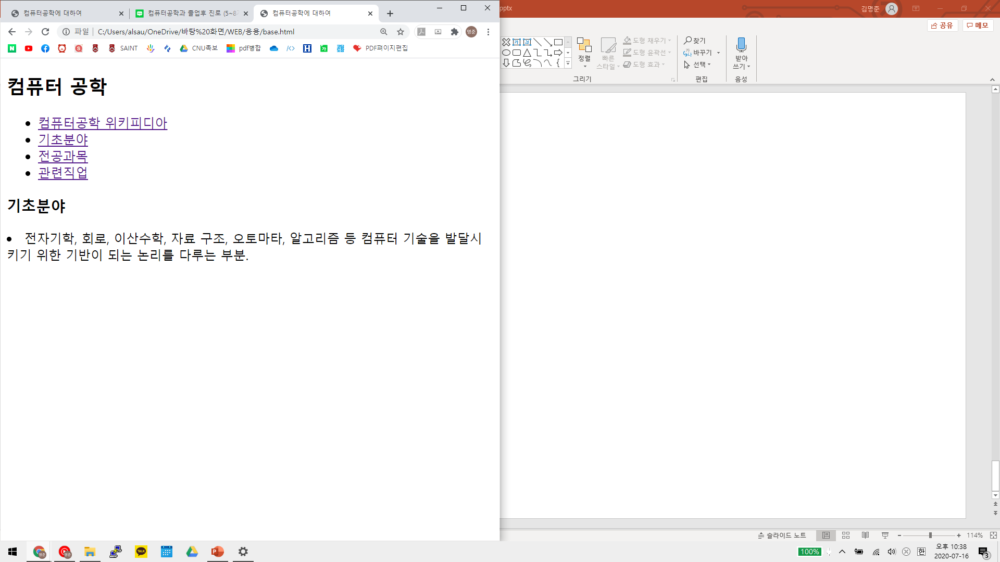 컴퓨터공학에 대하여
컴퓨터공학과 졸업후 진로 (5~8
컴퓨터공학에 대하여
pptx
김명준
파일
C:/Users/alsau/OneDrive/바탕%20화면/WEB/응용/base.html
명준
공유
메모
SAINT
CNU족보
pdf병합
PDF페이지편집
정렬
빠른
스타일
도형 채우기
도형 윤곽선
도형 효과
찾기
바꾸기
선택
받아
쓰기
그리기
편집
음성
컴퓨터 공학
컴퓨터공학 위키피디아
기초분야
전공과목
관련직업
기초분야
전자기학, 회로, 이산수학, 자료 구조, 오토마타, 알고리즘 등 컴퓨터 기술을 발달시
키기 위한 기반이 되는 논리를 다루는 부분.
슬라이드 노트
114%
명준
명준
TALK
100%
한
오후 10:38
2020-07-16
3